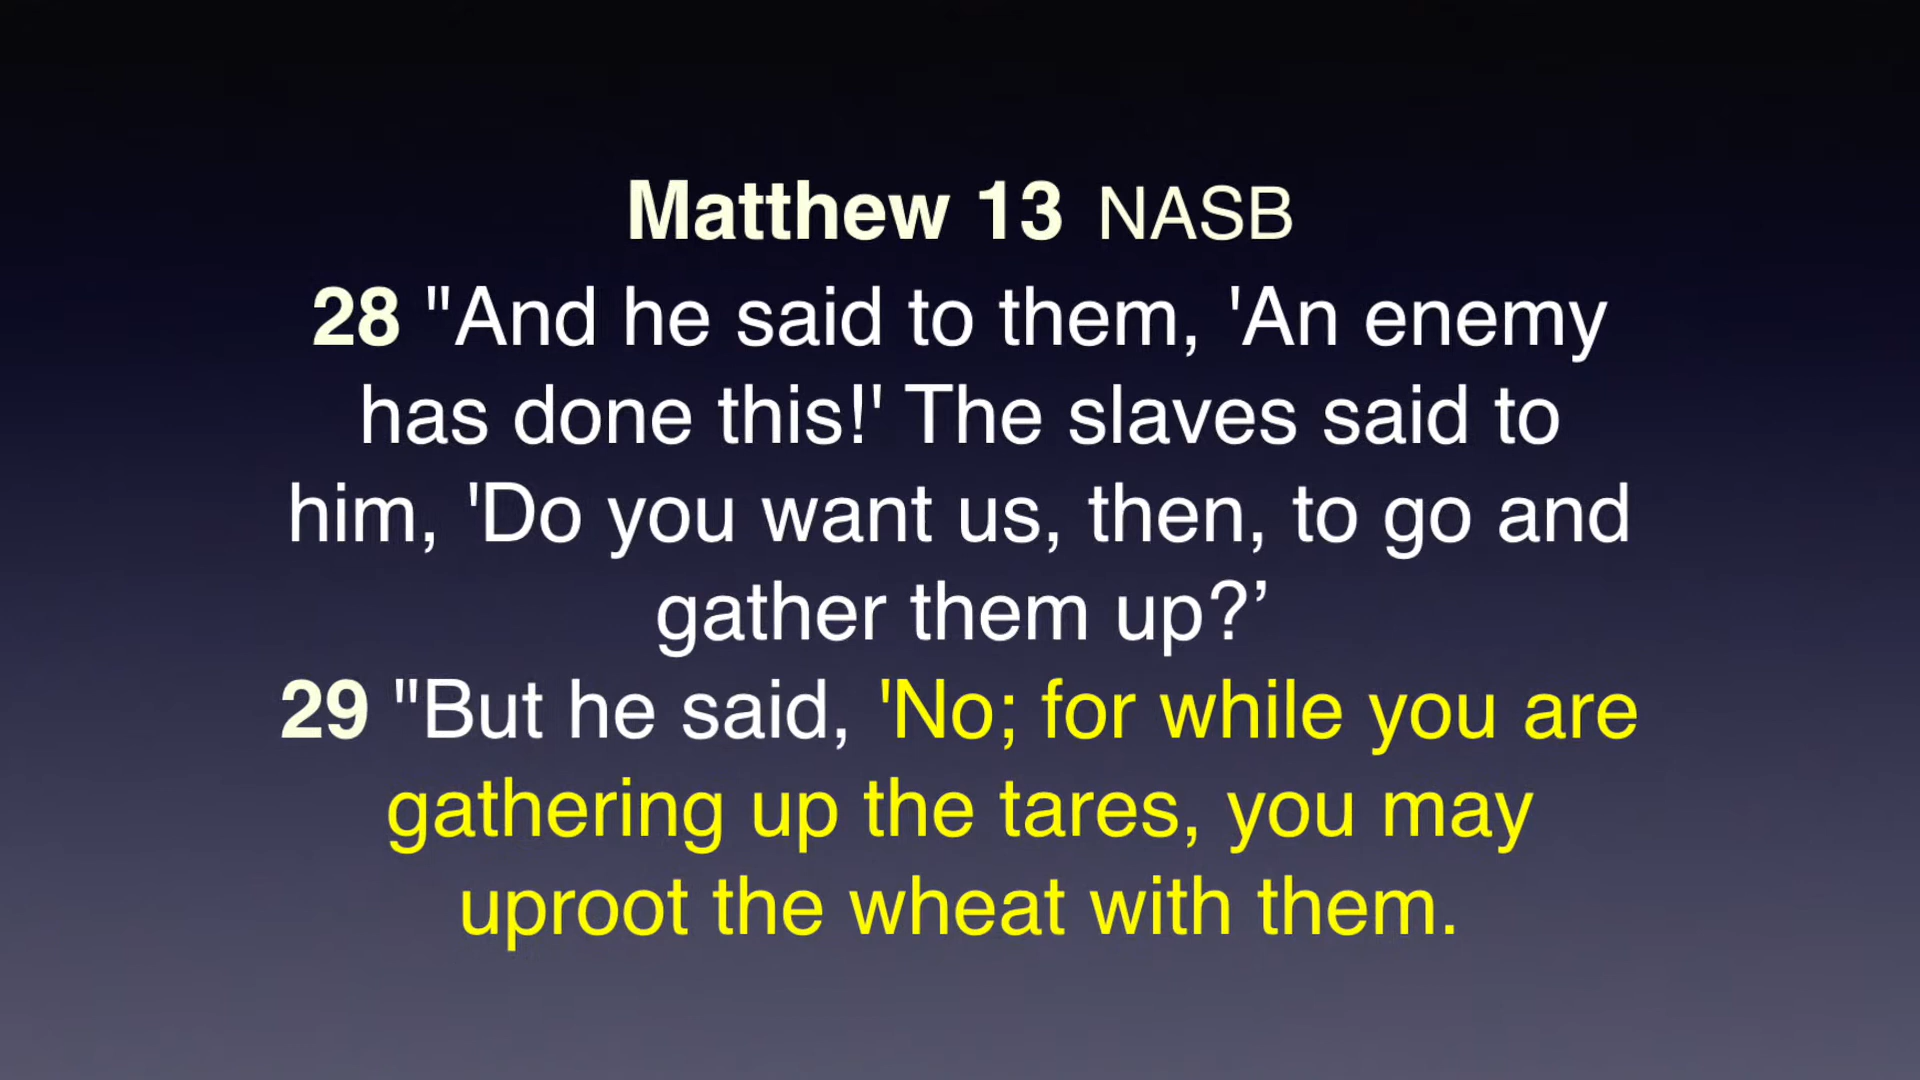 Matthew 13 NASB
28 "And he said to them, 'An enemy
has done this!' The slaves said to
him, 'Do you want us, then, to go and
gather them up?’
29 "But he said, 'No; for while you are
gathering up the tares, you may
uproot the wheat with them.